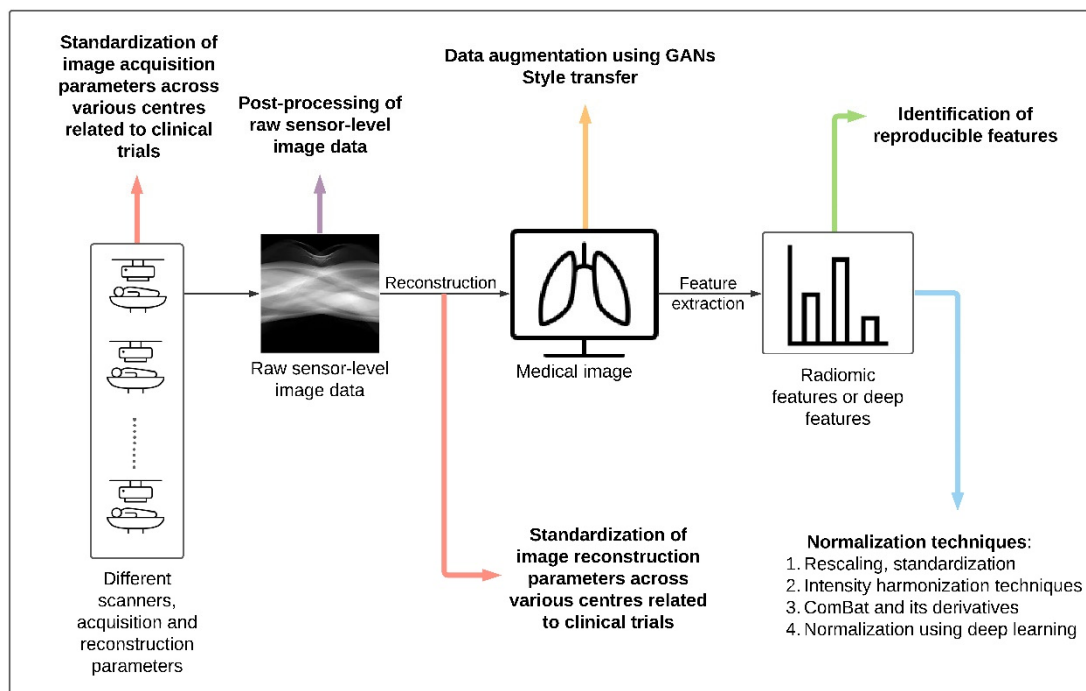 Standardization of
image acquisition
parameters across
various centres
related to clinical
trials
Post-processing of
raw sensor-level
image data
Data augmentation using GANs
Style transfer
Identification of
reproducible features
Reconstruction
Feature
extraction
Raw sensor-level
image data
Medical image
Radiomic
features or deep
features
Different
scanners,
acquisition and
reconstruction
parameters
Standardization of
image reconstruction
parameters across
various centres related
to clinical trials
Normalization techniques:
1. Rescaling, standardization
2. Intensity harmonization techniques
3. ComBat and its derivatives
4. Normalization using deep learning